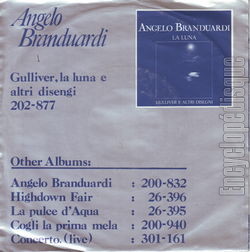 Angelo
Branduardi
Gulliver, la luna e
altri disengi
202-877
ANGELO BRANDUARDI
LA LUNA
GULLIVER E ALTRI DISEGNI
Other Albums:
Angelo Branduardi : 200-832
Highdown Fair : 26-396
La pulce d'Aqua : 26-395
Cogli la prima mela : 200-940
Concerto. (live) : 301-161